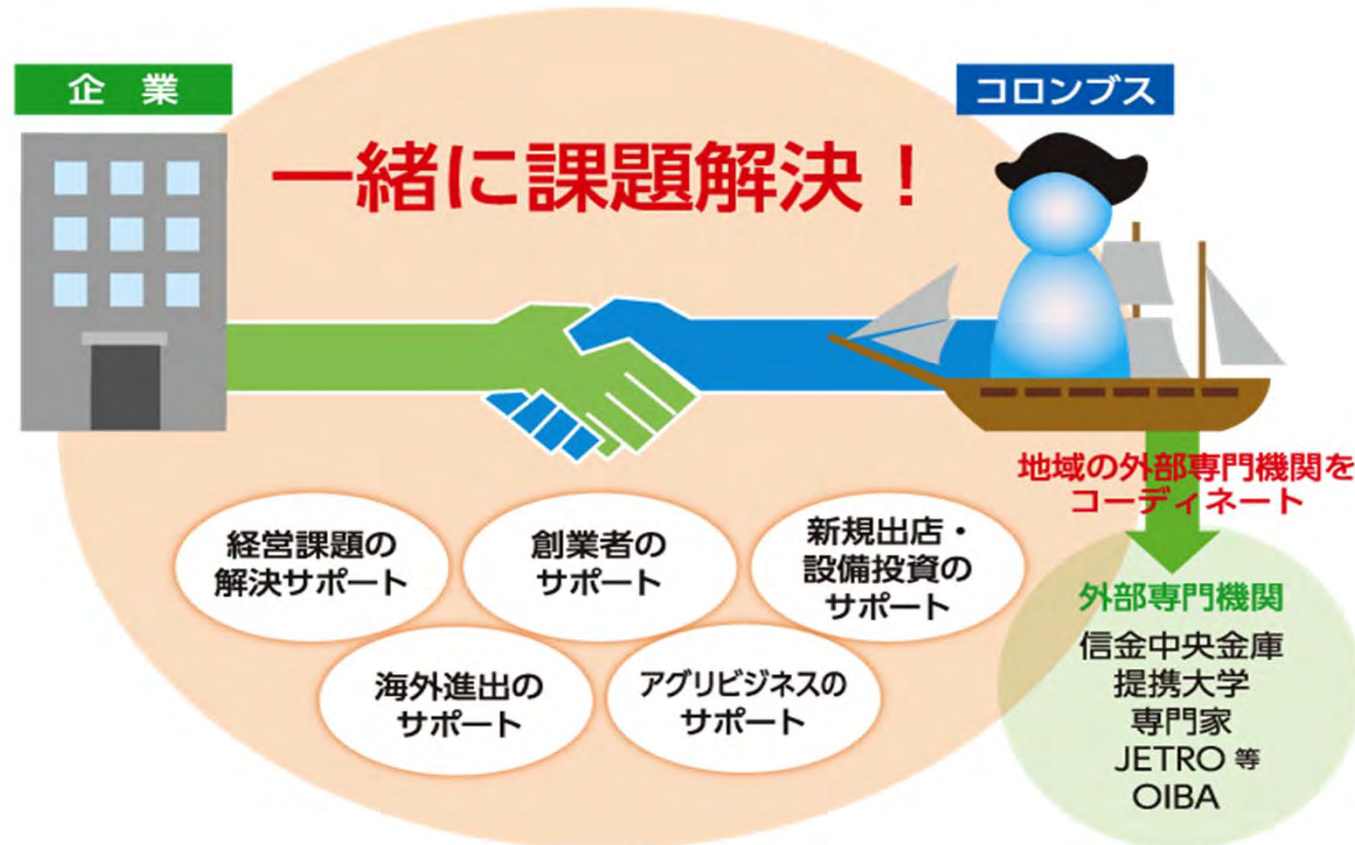 企 業
コロンブス
一緒に課題解決！
地域の外部専門機関を
コーディネート
経営課題の
解決サポート
創業者の
サポート
新規出店・
設備投資の
サポート
海外進出の
サポート
アグリビジネスの
サポート
外部専門機関
信金中央金庫
提携大学
専門家
JETRO 等
OIBA